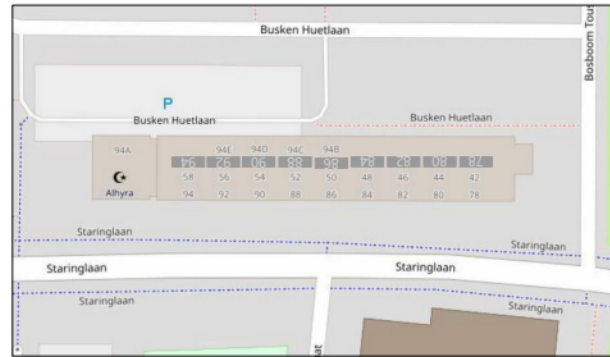 Busken Huetlaan
Bosboom Tous
P
Busken Huetlaan
Busken Huetlaan
94A 94E 94D 94C 94B
94 92 90 88 86 84 82 80 78
58 56 54 52 50 48 46 44 42
Alhyra 94 92 90 88 86 84 82 80 78
Staringlaan
Staringlaan
Staringlaan
Staringlaan
Staringlaan
Staringlaan
at